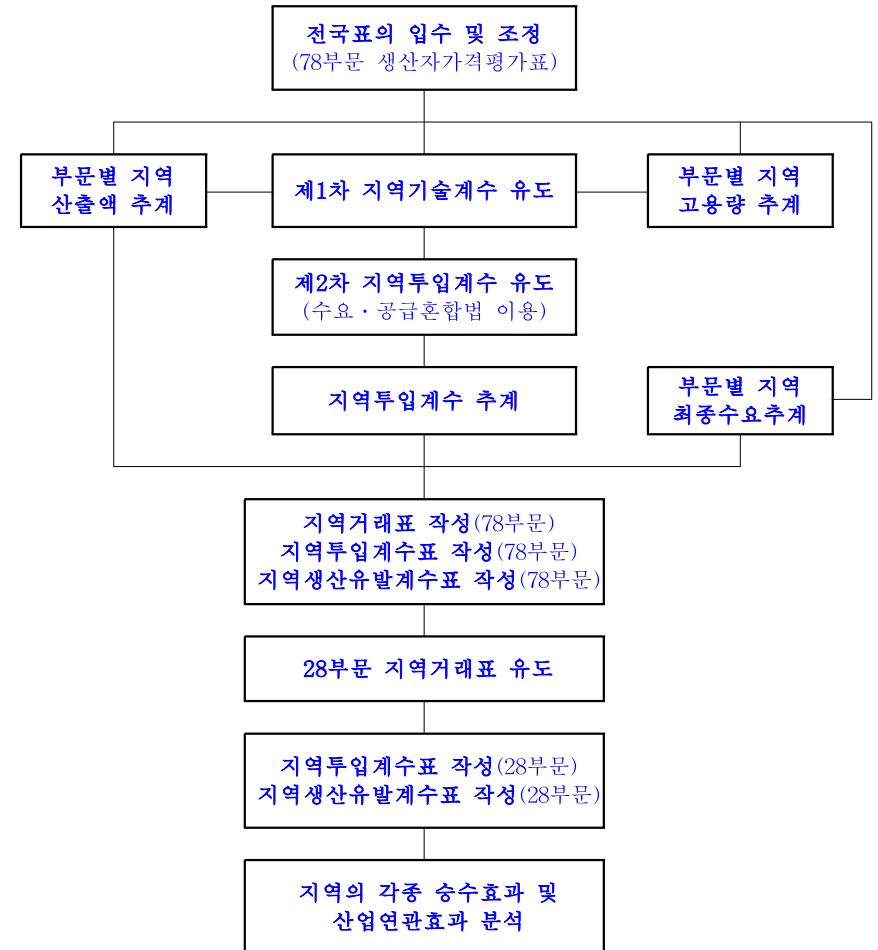 전국표의 입수 및 조정
(78부문 생산자가격평가표)
부문별 지역
산출액 추계
제1차 지역기술계수 유도
부문별 지역
고용량 추계
제2차 지역투입계수 유도
(수요·공급혼합법 이용)
지역투입계수 추계
부문별 지역
최종수요추계
지역거래표 작성(78부문)
지역투입계수표 작성(78부문)
지역생산유발계수표 작성(78부문)
28부문 지역거래표 유도
지역투입계수표 작성(28부문)
지역생산유발계수표 작성(28부문)
지역의 각종 승수효과 및
산업연관효과 분석